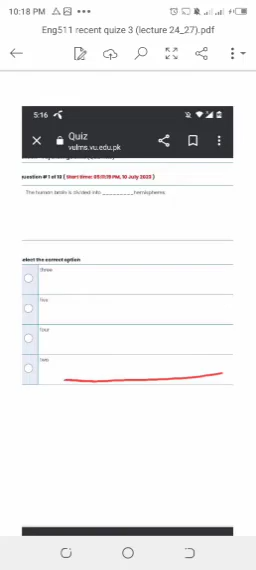 10:18 PM
Eng511 recent quize 3 (lecture 24_27).pdf
5:16
Quiz
vulms.vu.edu.pk
uestion # 1 of 10 ( Start time: 05:11:19 PM, 10 July 2023 )
The human brain is divided into __________ hemispheres.
elect the correct option
three
five
four
two